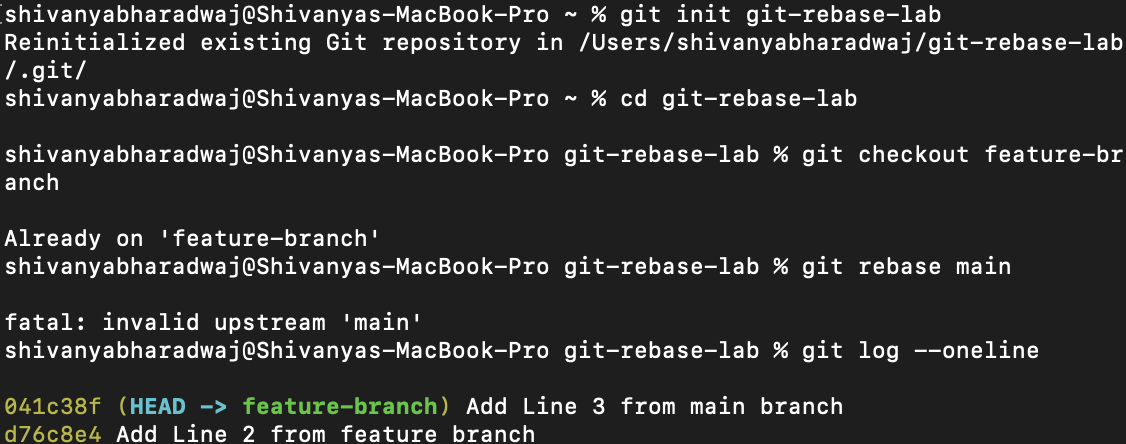 shivanyabharadwaj@Shivanyas-MacBook-Pro ~ % git init git-rebase-lab
Reinitialized existing Git repository in /Users/shivanyabharadwaj/git-rebase-lab
/.git/
shivanyabharadwaj@Shivanyas-MacBook-Pro ~ % cd git-rebase-lab
shivanyabharadwaj@Shivanyas-MacBook-Pro git-rebase-lab % git checkout feature-br
anch
Already on 'feature-branch'
shivanyabharadwaj@Shivanyas-MacBook-Pro git-rebase-lab % git rebase main
fatal: invalid upstream 'main'
shivanyabharadwaj@Shivanyas-MacBook-Pro git-rebase-lab % git log --oneline
041c38f (HEAD -> feature-branch) Add Line 3 from main branch
d76c8e4 Add Line 2 from feature branch